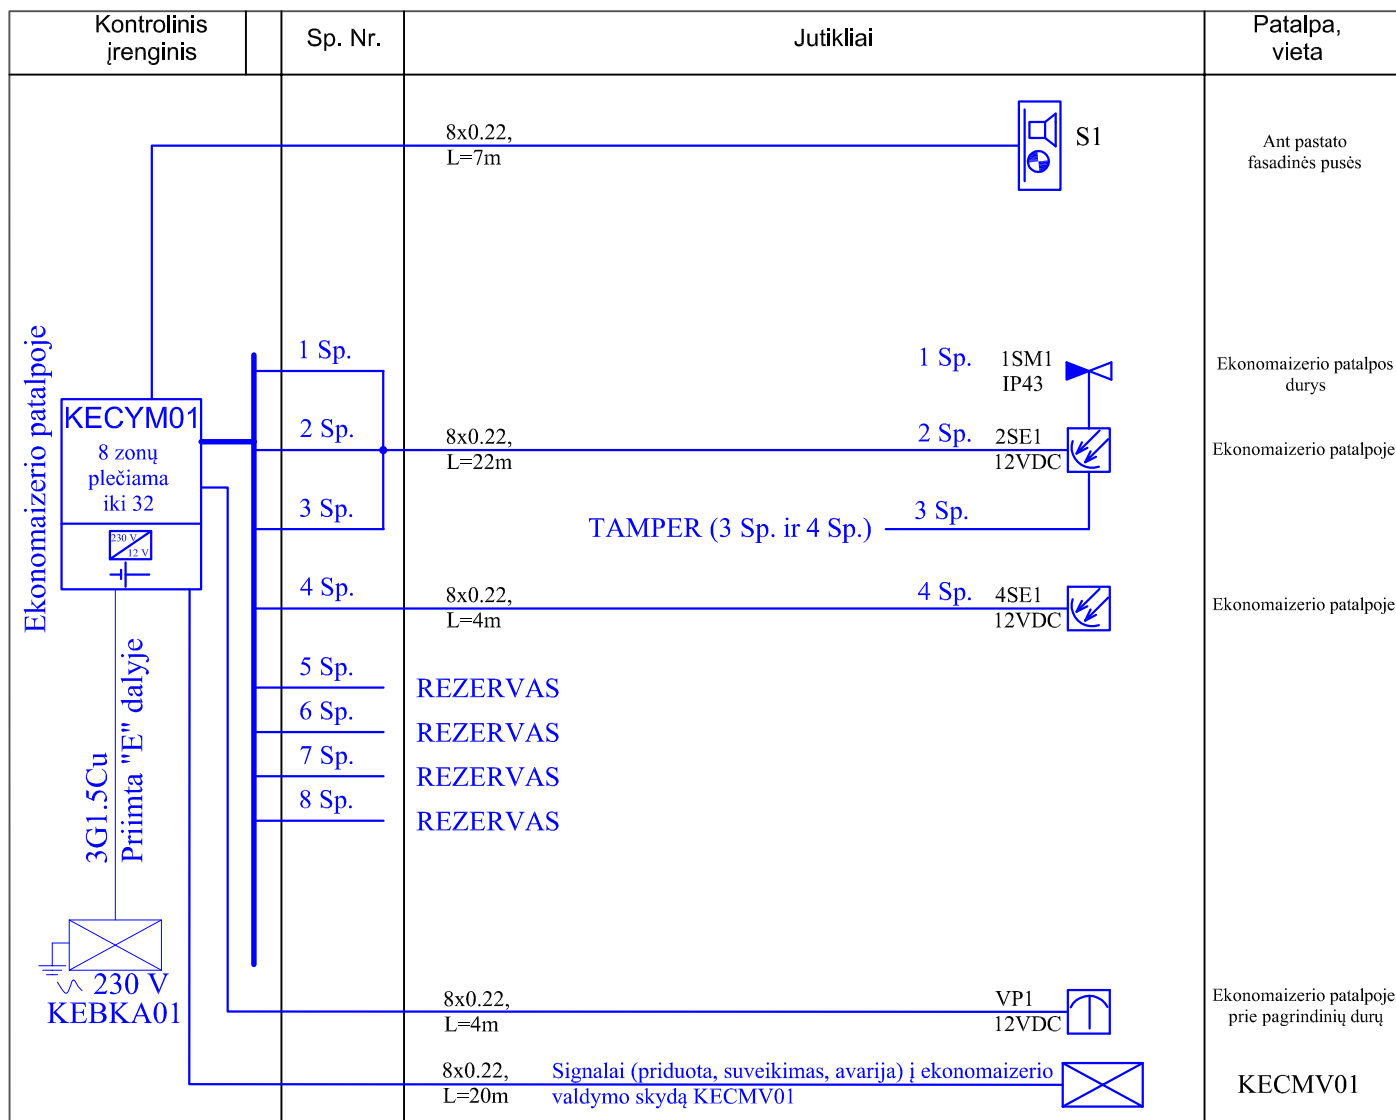 Kontrolinis
įrenginis
Sp. Nr.
Jutikliai
Patalpa,
vieta
8x0.22,
L=7m
S1
Ant pastato
fasadinės pusės
Ekonomaizerio patalpoje
KECYM01
8 zonų
plečiama
iki 32
230 V
12 V
1 Sp.
1 Sp.
1SM1
IP43
Ekonomaizerio patalpos
durys
2 Sp.
8x0.22,
L=22m
2 Sp.
2SE1
12VDC
Ekonomaizerio patalpoje
3 Sp.
TAMPER (3 Sp. ir 4 Sp.)
3 Sp.
4 Sp.
8x0.22,
L=4m
4 Sp.
4SE1
12VDC
Ekonomaizerio patalpoje
5 Sp.
REZERVAS
6 Sp.
REZERVAS
7 Sp.
REZERVAS
8 Sp.
REZERVAS
3G1.5Cu
Priimta "E" dalyje
230 V
KEBKA01
8x0.22,
L=4m
VP1
12VDC
Ekonomaizerio patalpoje
prie pagrindinių durų
8x0.22,
L=20m
Signalai (priduota, suveikimas, avarija) į ekonomaizerio
valdymo skydą KECMV01
KECMV01